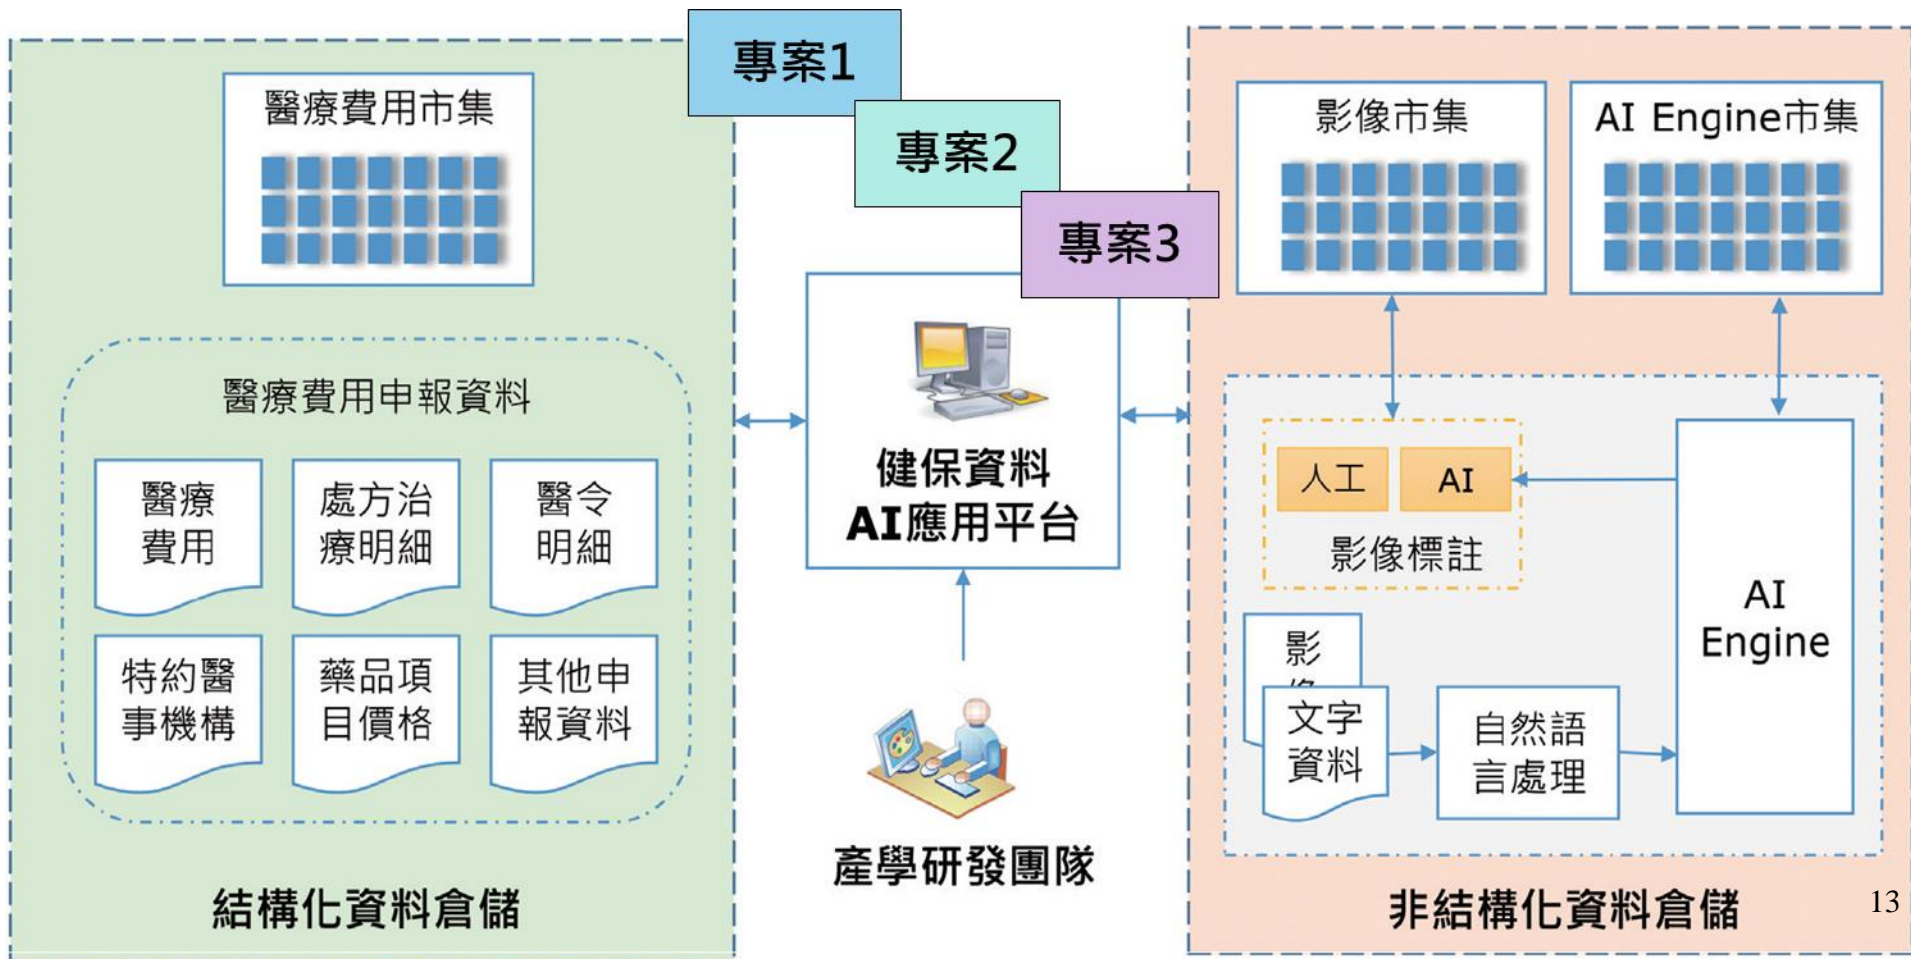 專案1
專案2
專案3
醫療費用市集
醫療費用申報資料
醫療
費用
處方治
療明細
醫令
明細
特約醫
事機構
藥品項
目價格
其他申
報資料
結構化資料倉儲
健保資料
AI應用平台
產學研發團隊
影像市集
AI Engine市集
人工
AI
影像標註
影
像
文字
資料
自然語
言處理
AI
Engine
非結構化資料倉儲
13